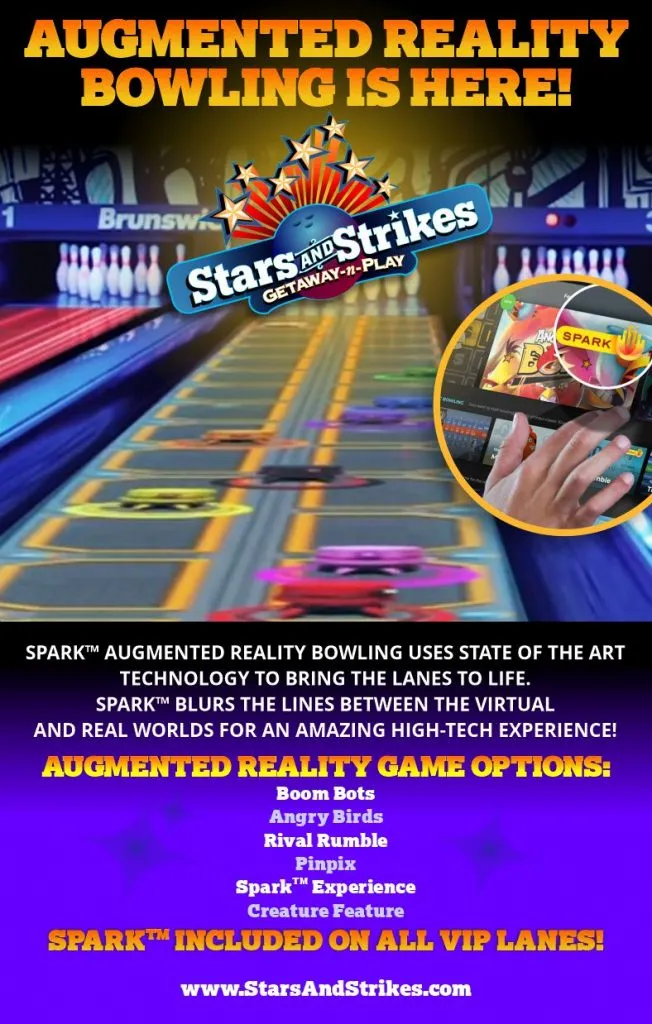 AUGMENTED REALITY
BOWLING IS HERE!
1
Brunswi
Stars AND Strikes
GETAWAY-n-PLAY
SPARK
BOWLING
SPARK™ AUGMENTED REALITY BOWLING USES STATE OF THE ART
TECHNOLOGY TO BRING THE LANES TO LIFE.
SPARK™ BLURS THE LINES BETWEEN THE VIRTUAL
AND REAL WORLDS FOR AN AMAZING HIGH-TECH EXPERIENCE!
AUGMENTED REALITY GAME OPTIONS:
Boom Bots
Angry Birds
Rival Rumble
Pinpix
Spark™ Experience
Creature Feature
SPARK™ INCLUDED ON ALL VIP LANES!
www.StarsAndStrikes.com